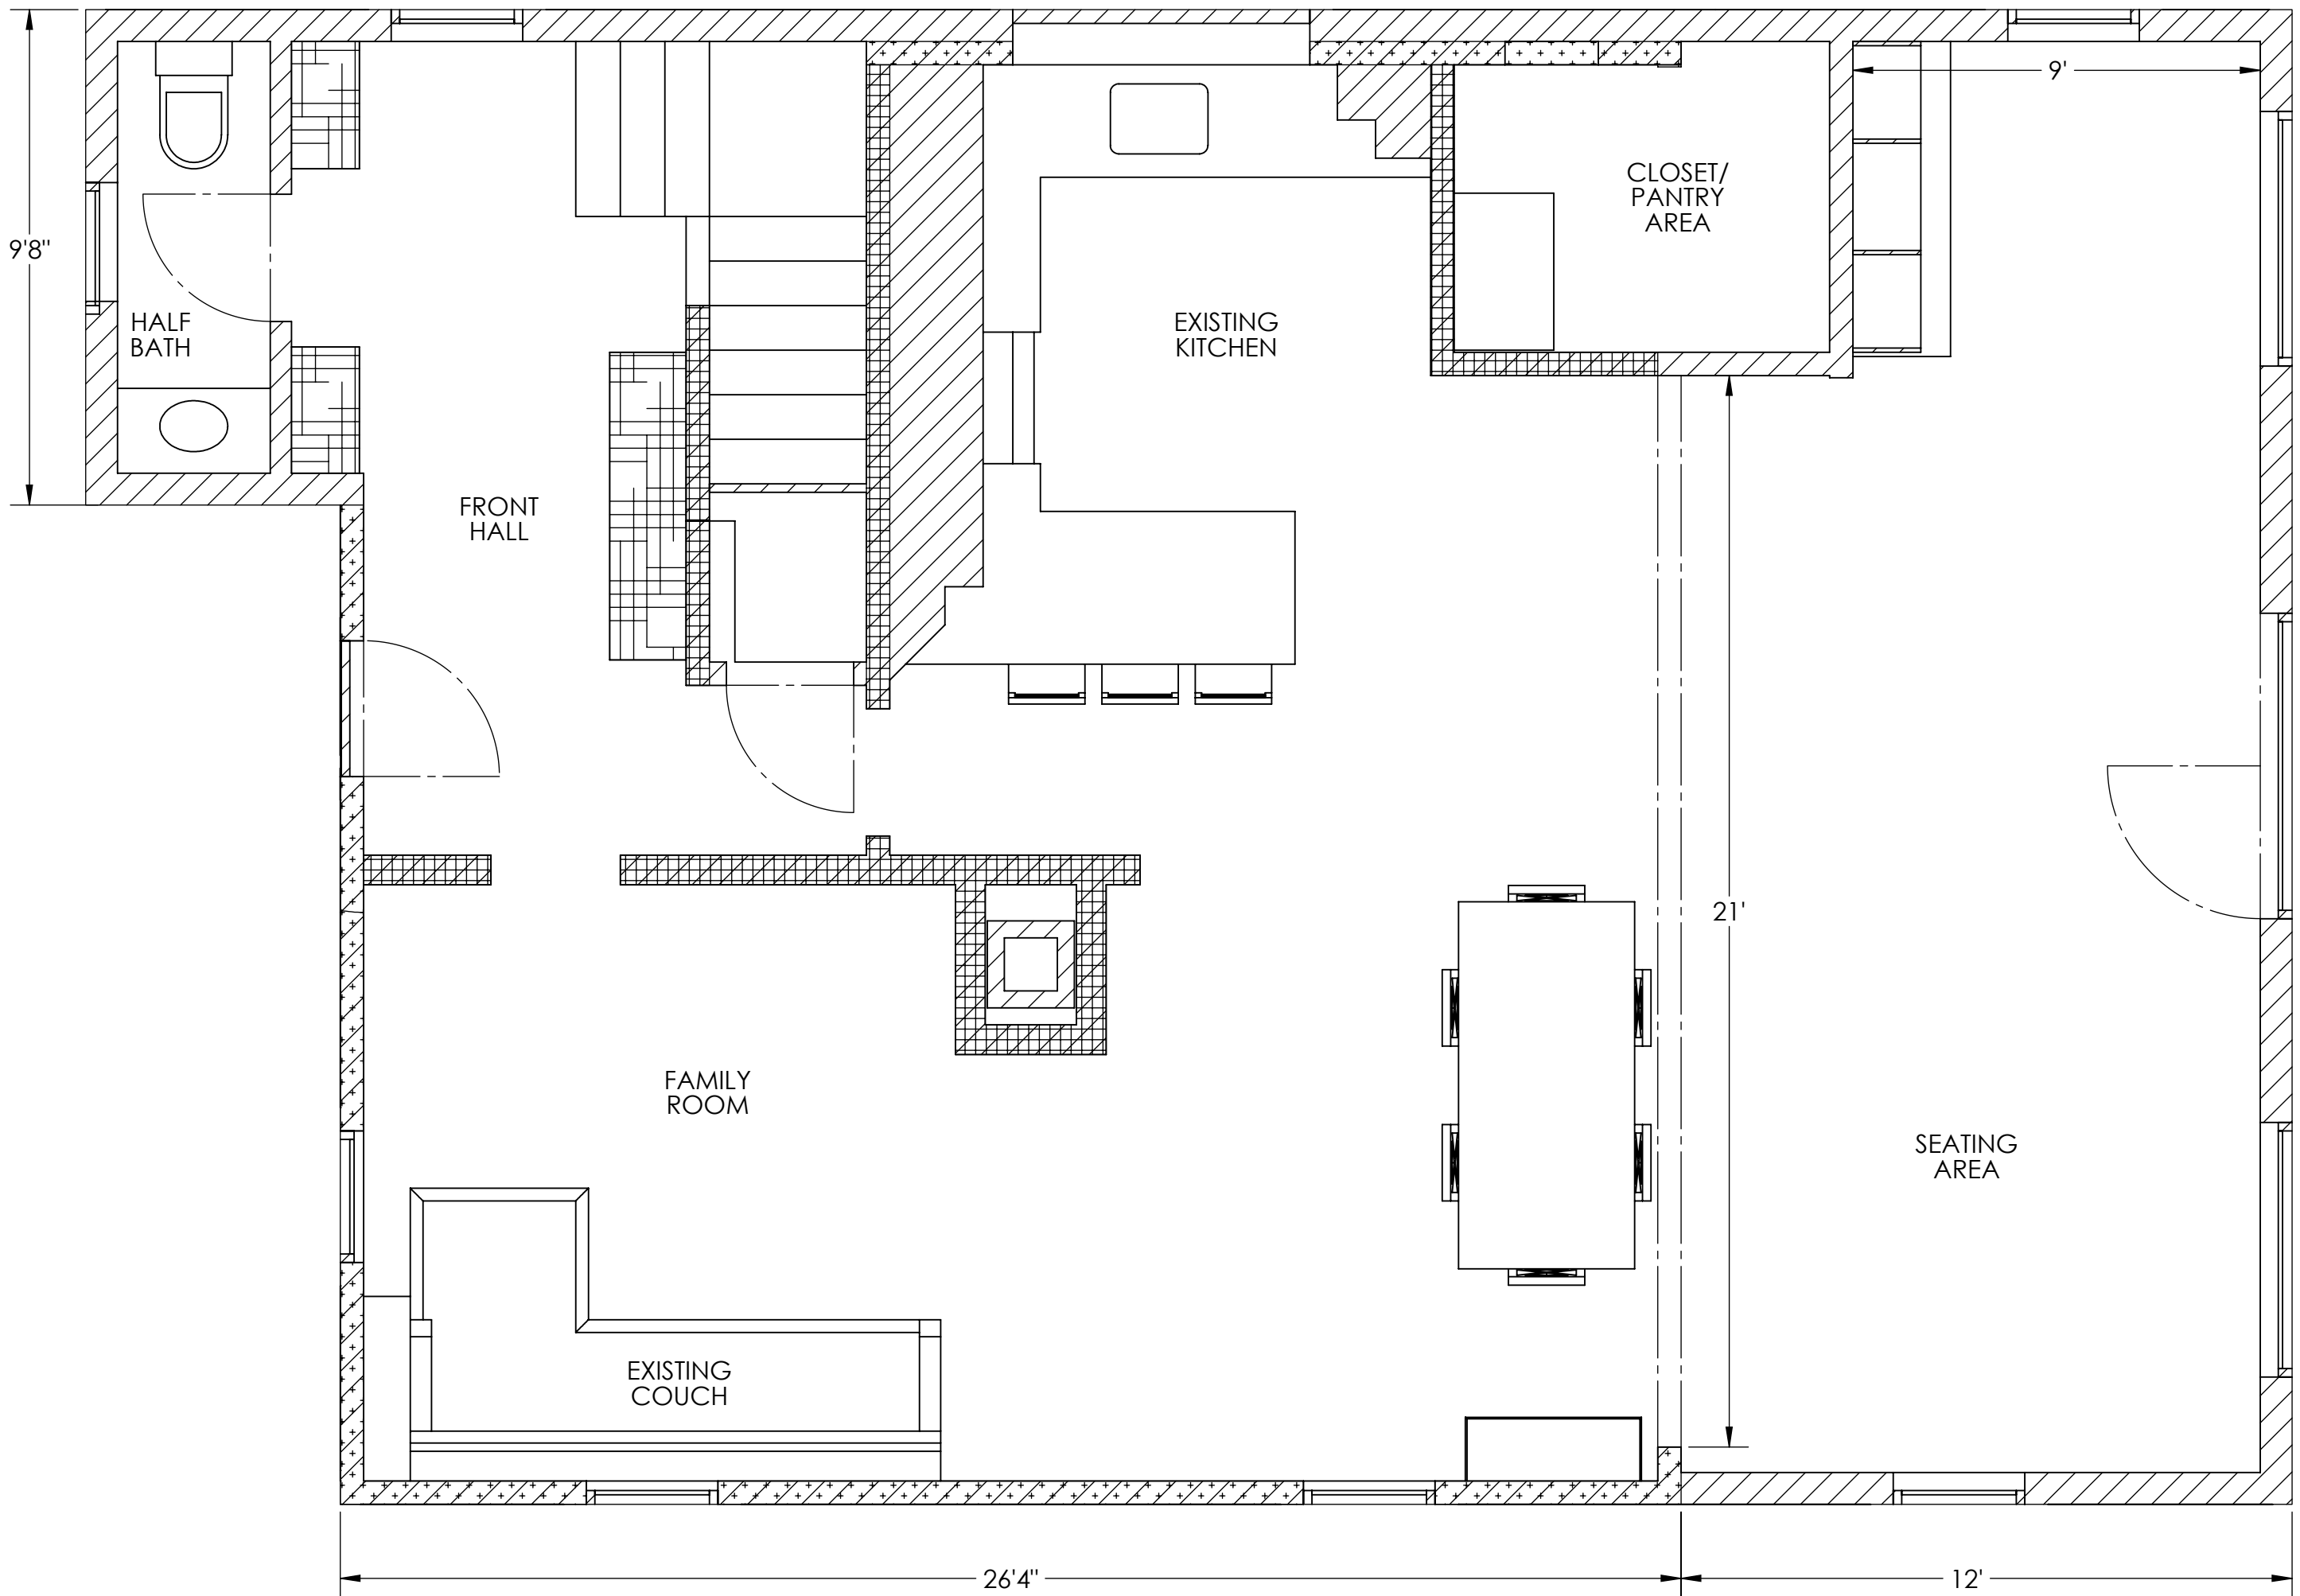 9'
CLOSET/
PANTRY
AREA
9'8"
HALF
BATH
EXISTING
KITCHEN
FRONT
HALL
21'
FAMILY
ROOM
SEATING
AREA
EXISTING
COUCH
26'4"
12'